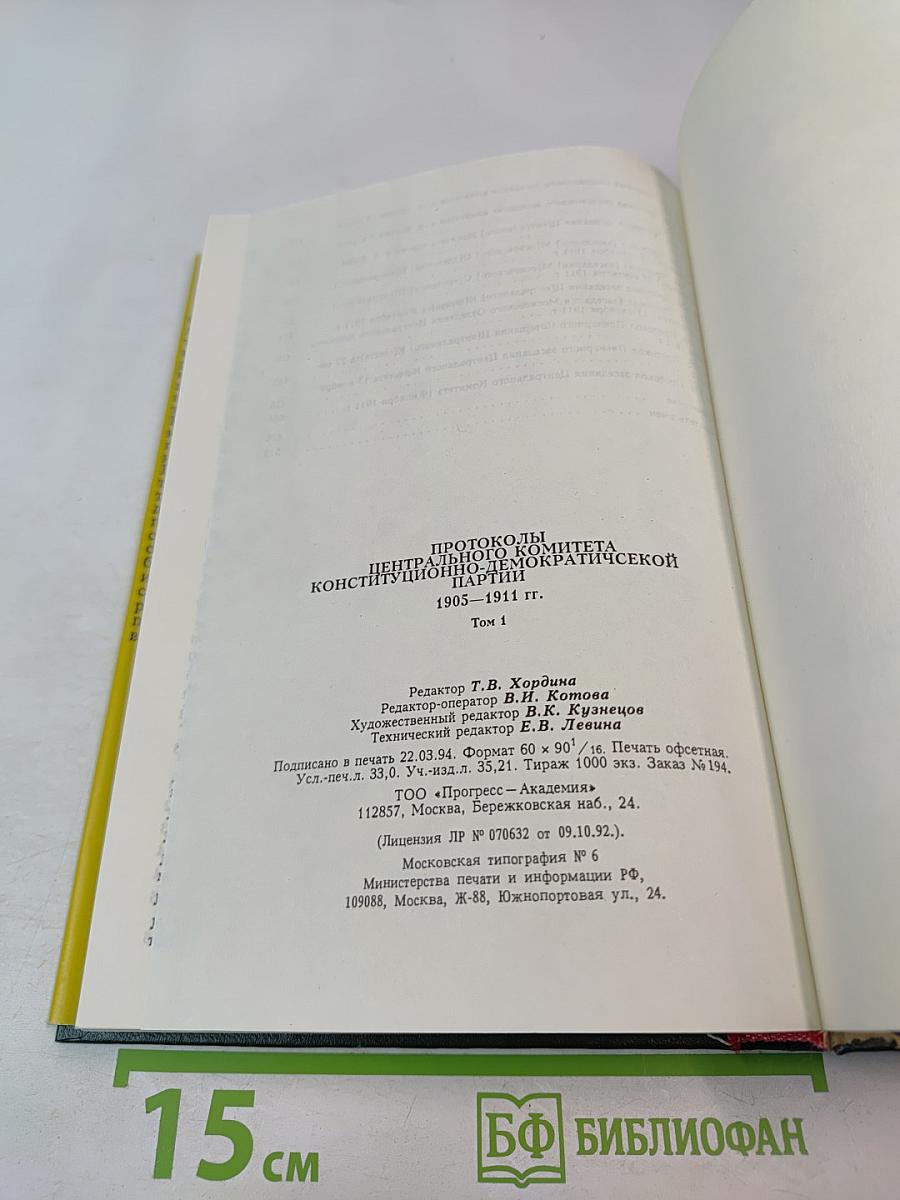 ПРОТОКОЛЫ
ЦЕНТРАЛЬНОГО КОМИТЕТА
КОНСТИТУЦИОННО-ДЕМОКРАТИЧСЕКОЙ
ПАРТИИ
1905—1911 гг.
Том 1
Редактор Т.В. Хордина
Редактор-оператор В.И. Котова
Художественный редактор В.К. Кузнецов
Технический редактор Е.В. Левина
Подписано в печать 22.03.94. Формат 60 × 90¹/16. Печать офсетная.
Усл.-печ.л. 33,0. Уч.-изд.л. 35,21. Тираж 1000 экз. Заказ № 194.
ТОО «Прогресс—Академия»
112857, Москва, Бережковская наб., 24.
(Лицензия ЛР № 070632 от 09.10.92.).
Московская типография № 6
Министерства печати и информации РФ,
109088, Москва, Ж-88, Южнопортовая ул., 24.
15 см
БФ БИБЛИОФАН